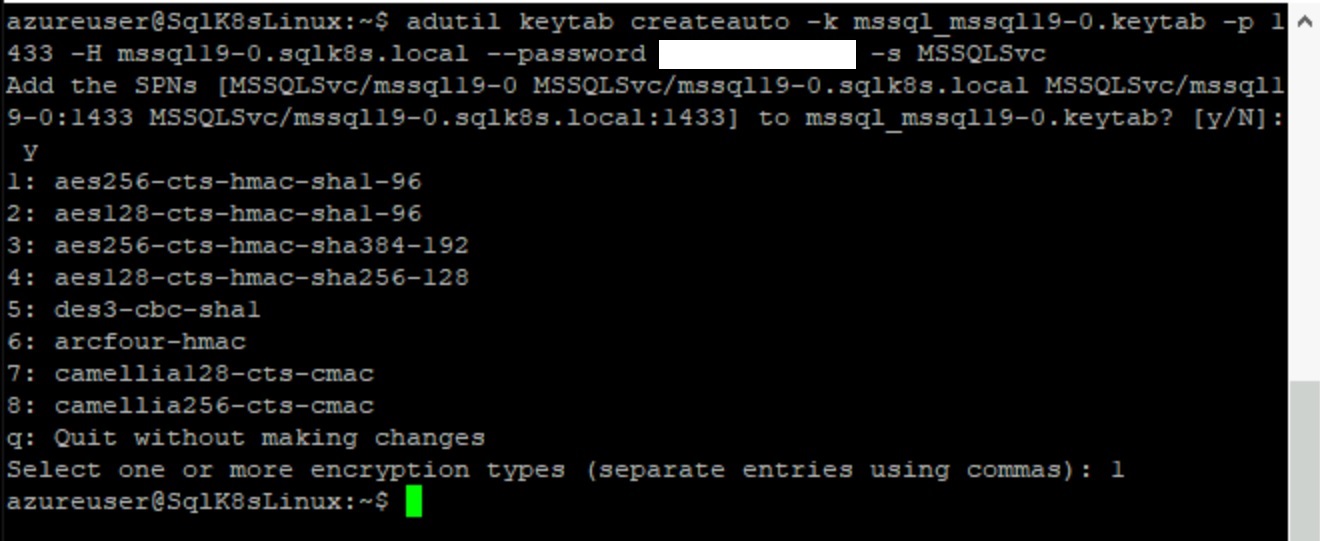 azureuser@SqlK8sLinux:~$ adutil keytab createauto -k mssql_mssql19-0.keytab -p 1
433 -H mssql19-0.sqlk8s.local --password -s MSSQLSvc
Add the SPNs [MSSQLSvc/mssql19-0 MSSQLSvc/mssql19-0.sqlk8s.local MSSQLSvc/mssql1
9-0:1433 MSSQLSvc/mssql19-0.sqlk8s.local:1433] to mssql_mssql19-0.keytab? [y/N]:
y
1: aes256-cts-hmac-sha1-96
2: aes128-cts-hmac-sha1-96
3: aes256-cts-hmac-sha384-192
4: aes128-cts-hmac-sha256-128
5: des3-cbc-sha1
6: arcfour-hmac
7: camellia128-cts-cmac
8: camellia256-cts-cmac
q: Quit without making changes
Select one or more encryption types (separate entries using commas): 1
azureuser@SqlK8sLinux:~$